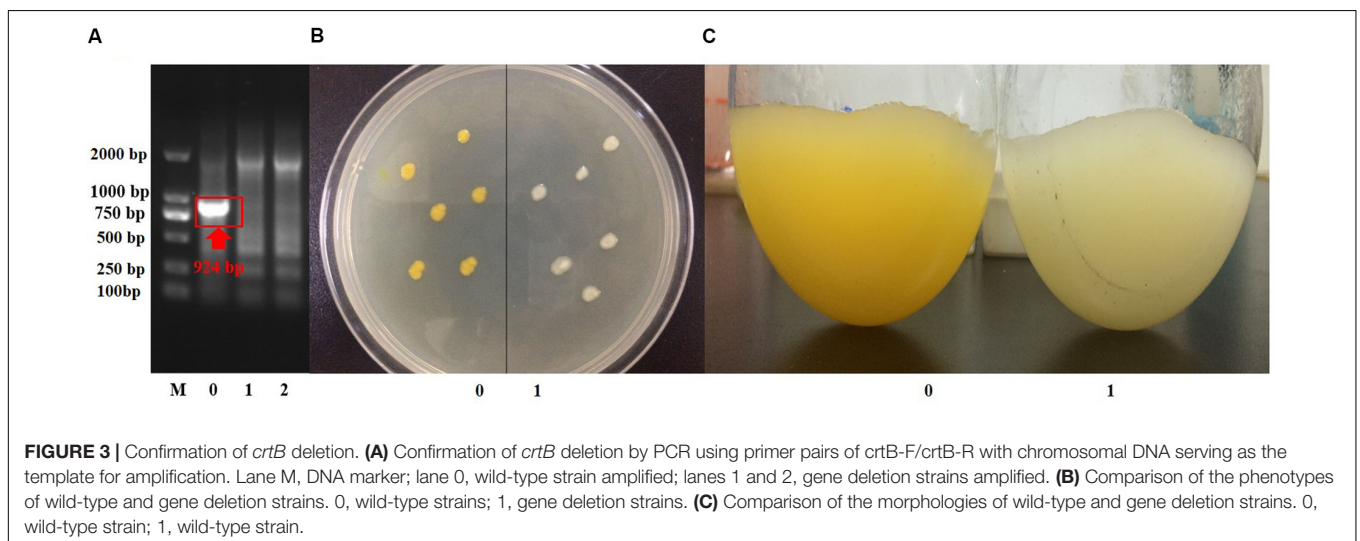 A B C
2000 bp
1000 bp
750 bp
500 bp
250 bp
100bp
924 bp
M 0 1 2
0 1
0 1
FIGURE 3 | Confirmation of crtB deletion. (A) Confirmation of crtB deletion by PCR using primer pairs of crtB-F/crtB-R with chromosomal DNA serving as the
template for amplification. Lane M, DNA marker; lane 0, wild-type strain amplified; lanes 1 and 2, gene deletion strains amplified. (B) Comparison of the phenotypes
of wild-type and gene deletion strains. 0, wild-type strains; 1, gene deletion strains. (C) Comparison of the morphologies of wild-type and gene deletion strains. 0,
wild-type strain; 1, wild-type strain.